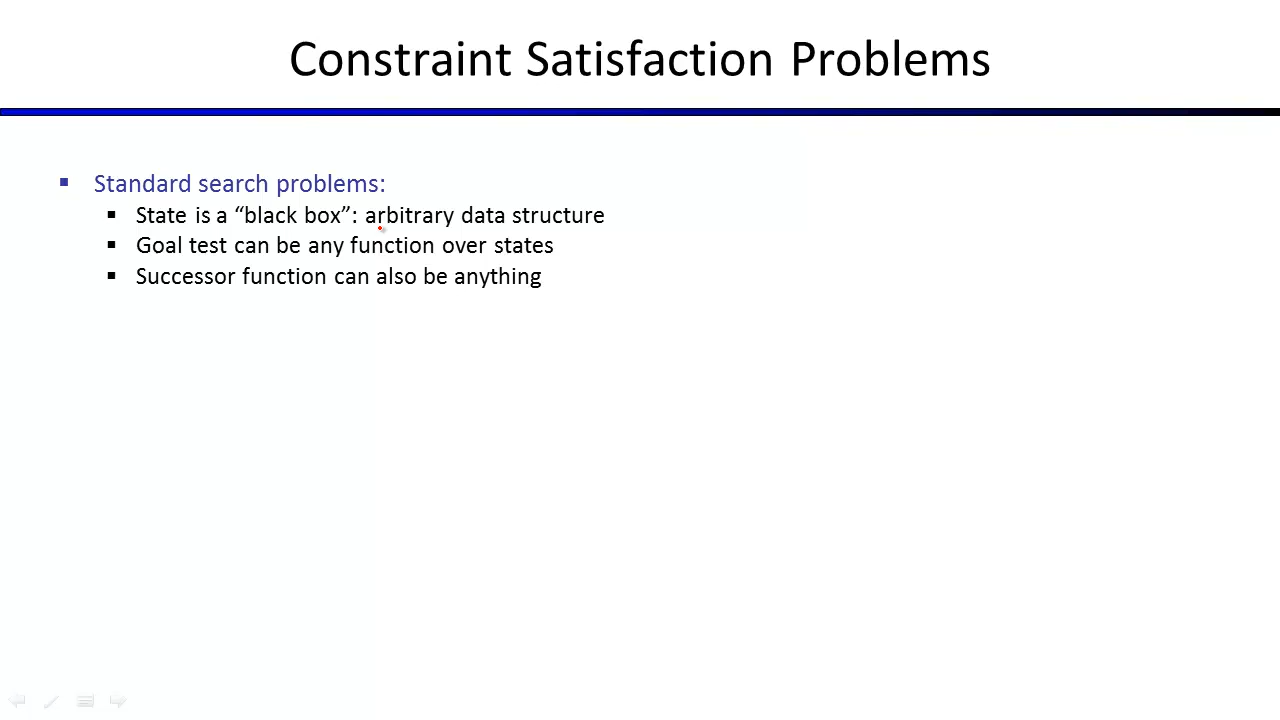 Constraint Satisfaction Problems
▪ Standard search problems:
▪ State is a “black box”: arbitrary data structure
▪ Goal test can be any function over states
▪ Successor function can also be anything